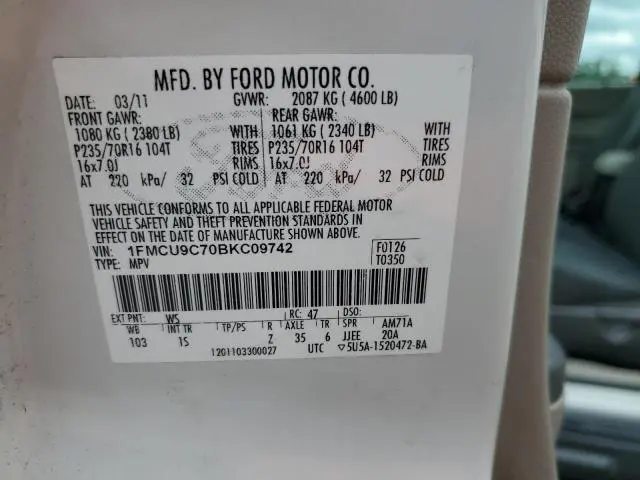 MFD. BY FORD MOTOR CO.
DATE: 03/11 GVWR: 2087 KG ( 4600 LB)
FRONT GAWR: REAR GAWR:
1080 KG ( 2380 LB) WITH 1061 KG ( 2340 LB) WITH
P235/70R16 104T TIRES P235/70R16 104T TIRES
16x7.0J RIMS 16x7.0J RIMS
AT 220 kPa/ 32 PSI COLD AT 220 kPa/ 32 PSI COLD
THIS VEHICLE CONFORMS TO ALL APPLICABLE FEDERAL MOTOR
VEHICLE SAFETY AND THEFT PREVENTION STANDARDS IN
EFFECT ON THE DATE OF MANUFACTURE SHOWN ABOVE.
VIN: 1FMCU9C70BKC09742 F0126
TYPE: MPV T0350
EXT PNT: WS RC: 47 DSO:
WB INT TR TP/PS R AXLE TR SPR AM71A
103 1S Z 35 6 JJEE 20A
1201103300027 UTC ▽5U5A-1520472-BA